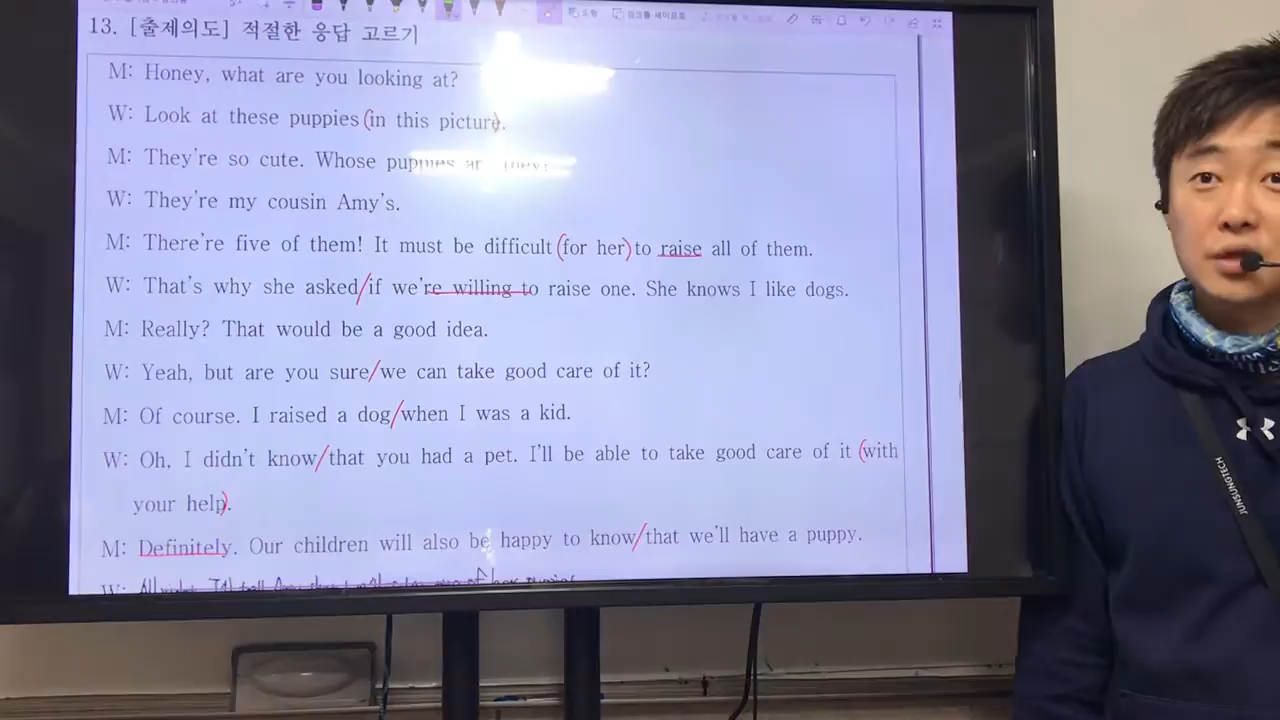 13. [출제의도] 적절한 응답 고르기
M: Honey, what are you looking at?
W: Look at these puppies (in this picture).
M: They're so cute. Whose puppies
W: They're my cousin Amy's.
M: There're five of them! It must be difficult (for her) to raise all of them.
W: That's why she asked/if we're willing to raise one. She knows I like dogs.
M: Really? That would be a good idea.
W: Yeah, but are you sure/we can take good care of it?
M: Of course. I raised a dog/when I was a kid.
W: Oh, I didn't know/that you had a pet. I'll be able to take good care of it (with
your help).
M: Definitely. Our children will also be happy to know/that we'll have a puppy.
W:
JUNSUNGTECH